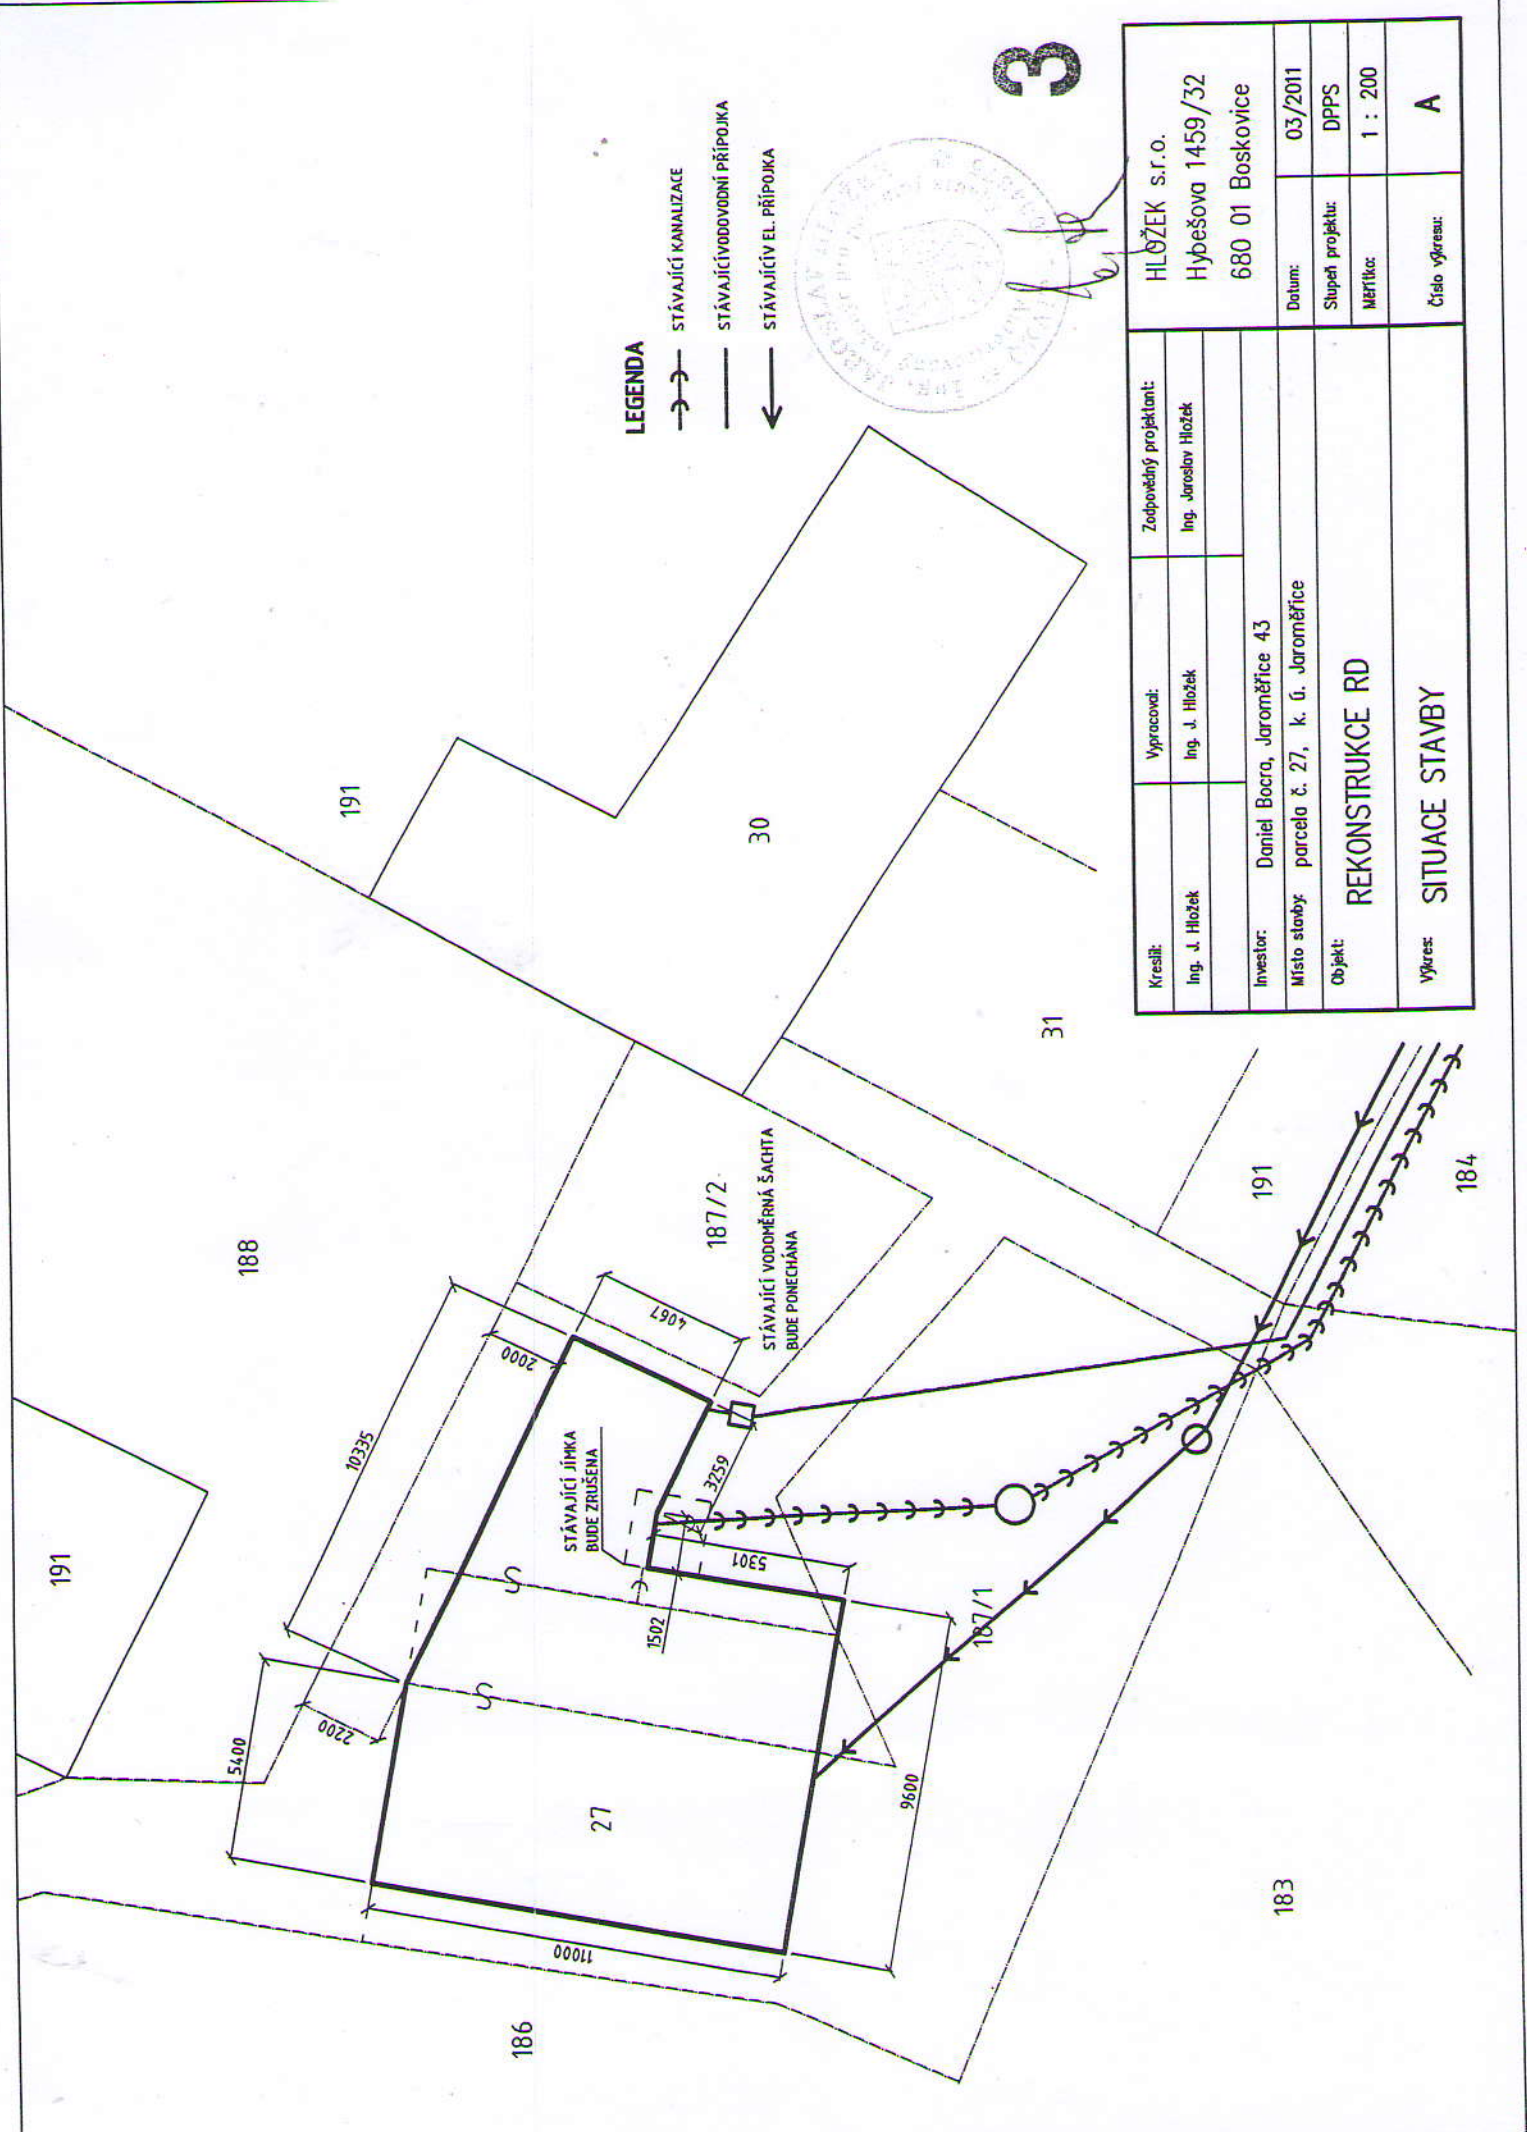 3
LEGENDA
STÁVAJÍCÍ KANALIZACE
STÁVAJÍCÍVODOVODNÍ PŘÍPOJKA
STÁVAJÍCÍV EL. PŘÍPOJKA
191
188
191
30
31
187/2
STÁVAJÍCÍ VODOMĚRNÁ ŠACHTA
BUDE PONECHÁNA
STÁVAJÍCÍ JÍMKA
BUDE ZRUŠENA
10335
2000
4067
3259
5301
1502
2200
5400
9600
11000
27
187/1
191
184
186
183
HLOŽEK s.r.o.
Hybešova 1459/32
680 01 Boskovice
Kreslil:
Vypracoval:
Zodpovědný projektant:
Ing. J. Hložek
Ing. J. Hložek
Ing. Jaroslav Hložek
Investor: Daniel Bocra, Jaroměřice 43
Místo stavby: parcela č. 27, k. ú. Jaroměřice
Objekt:
REKONSTRUKCE RD
Výkres: SITUACE STAVBY
Datum: 03/2011
Stupeň projektu: DPPS
Měřítko: 1 : 200
Číslo výkresu: A